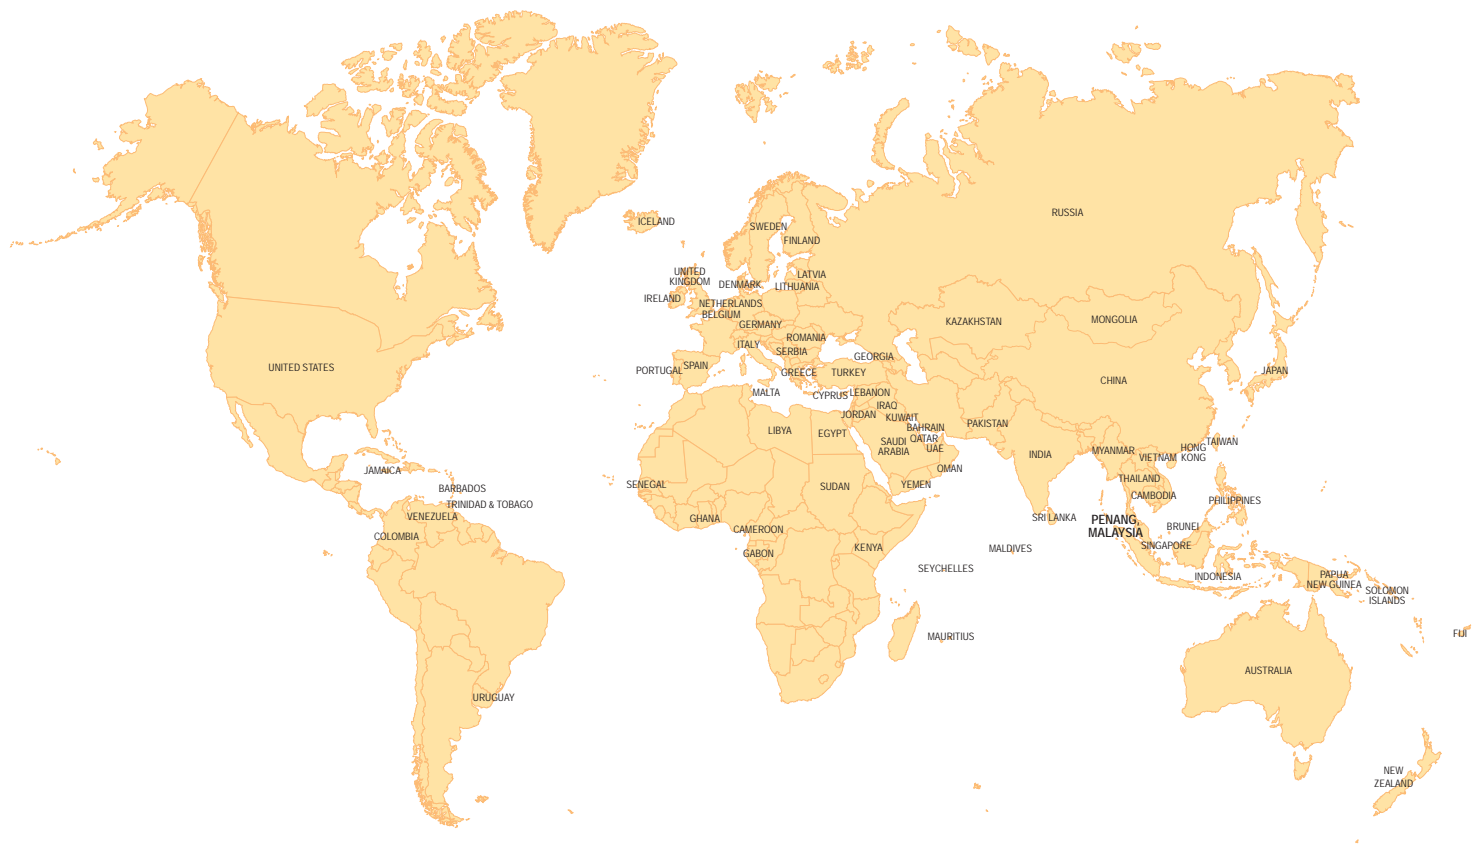 RUSSIA
ICELAND
SWEDEN
FINLAND
UNITED
KINGDOM
LATVIA
DENMARK
LITHUANIA
IRELAND
NETHERLANDS
BELGIUM
GERMANY
KAZAKHSTAN
MONGOLIA
ROMANIA
ITALY
SERBIA
GEORGIA
UNITED STATES
PORTUGAL
SPAIN
GREECE
TURKEY
JAPAN
CHINA
MALTA
CYPRUS
LEBANON
IRAQ
JORDAN
KUWAIT
PAKISTAN
BAHRAIN
LIBYA
EGYPT
SAUDI
ARABIA
QATAR
UAE
TAIWAN
HONG
KONG
MYANMAR
VIETNAM
INDIA
OMAN
JAMAICA
THAILAND
SENEGAL
SUDAN
YEMEN
BARBADOS
CAMBODIA
PHILIPPINES
TRINIDAD & TOBAGO
VENEZUELA
GHANA
SRI LANKA
PENANG,
MALAYSIA
BRUNEI
CAMEROON
COLOMBIA
SINGAPORE
KENYA
MALDIVES
GABON
SEYCHELLES
INDONESIA
PAPUA
NEW GUINEA
SOLOMON
ISLANDS
MAURITIUS
FIJI
AUSTRALIA
URUGUAY
NEW
ZEALAND